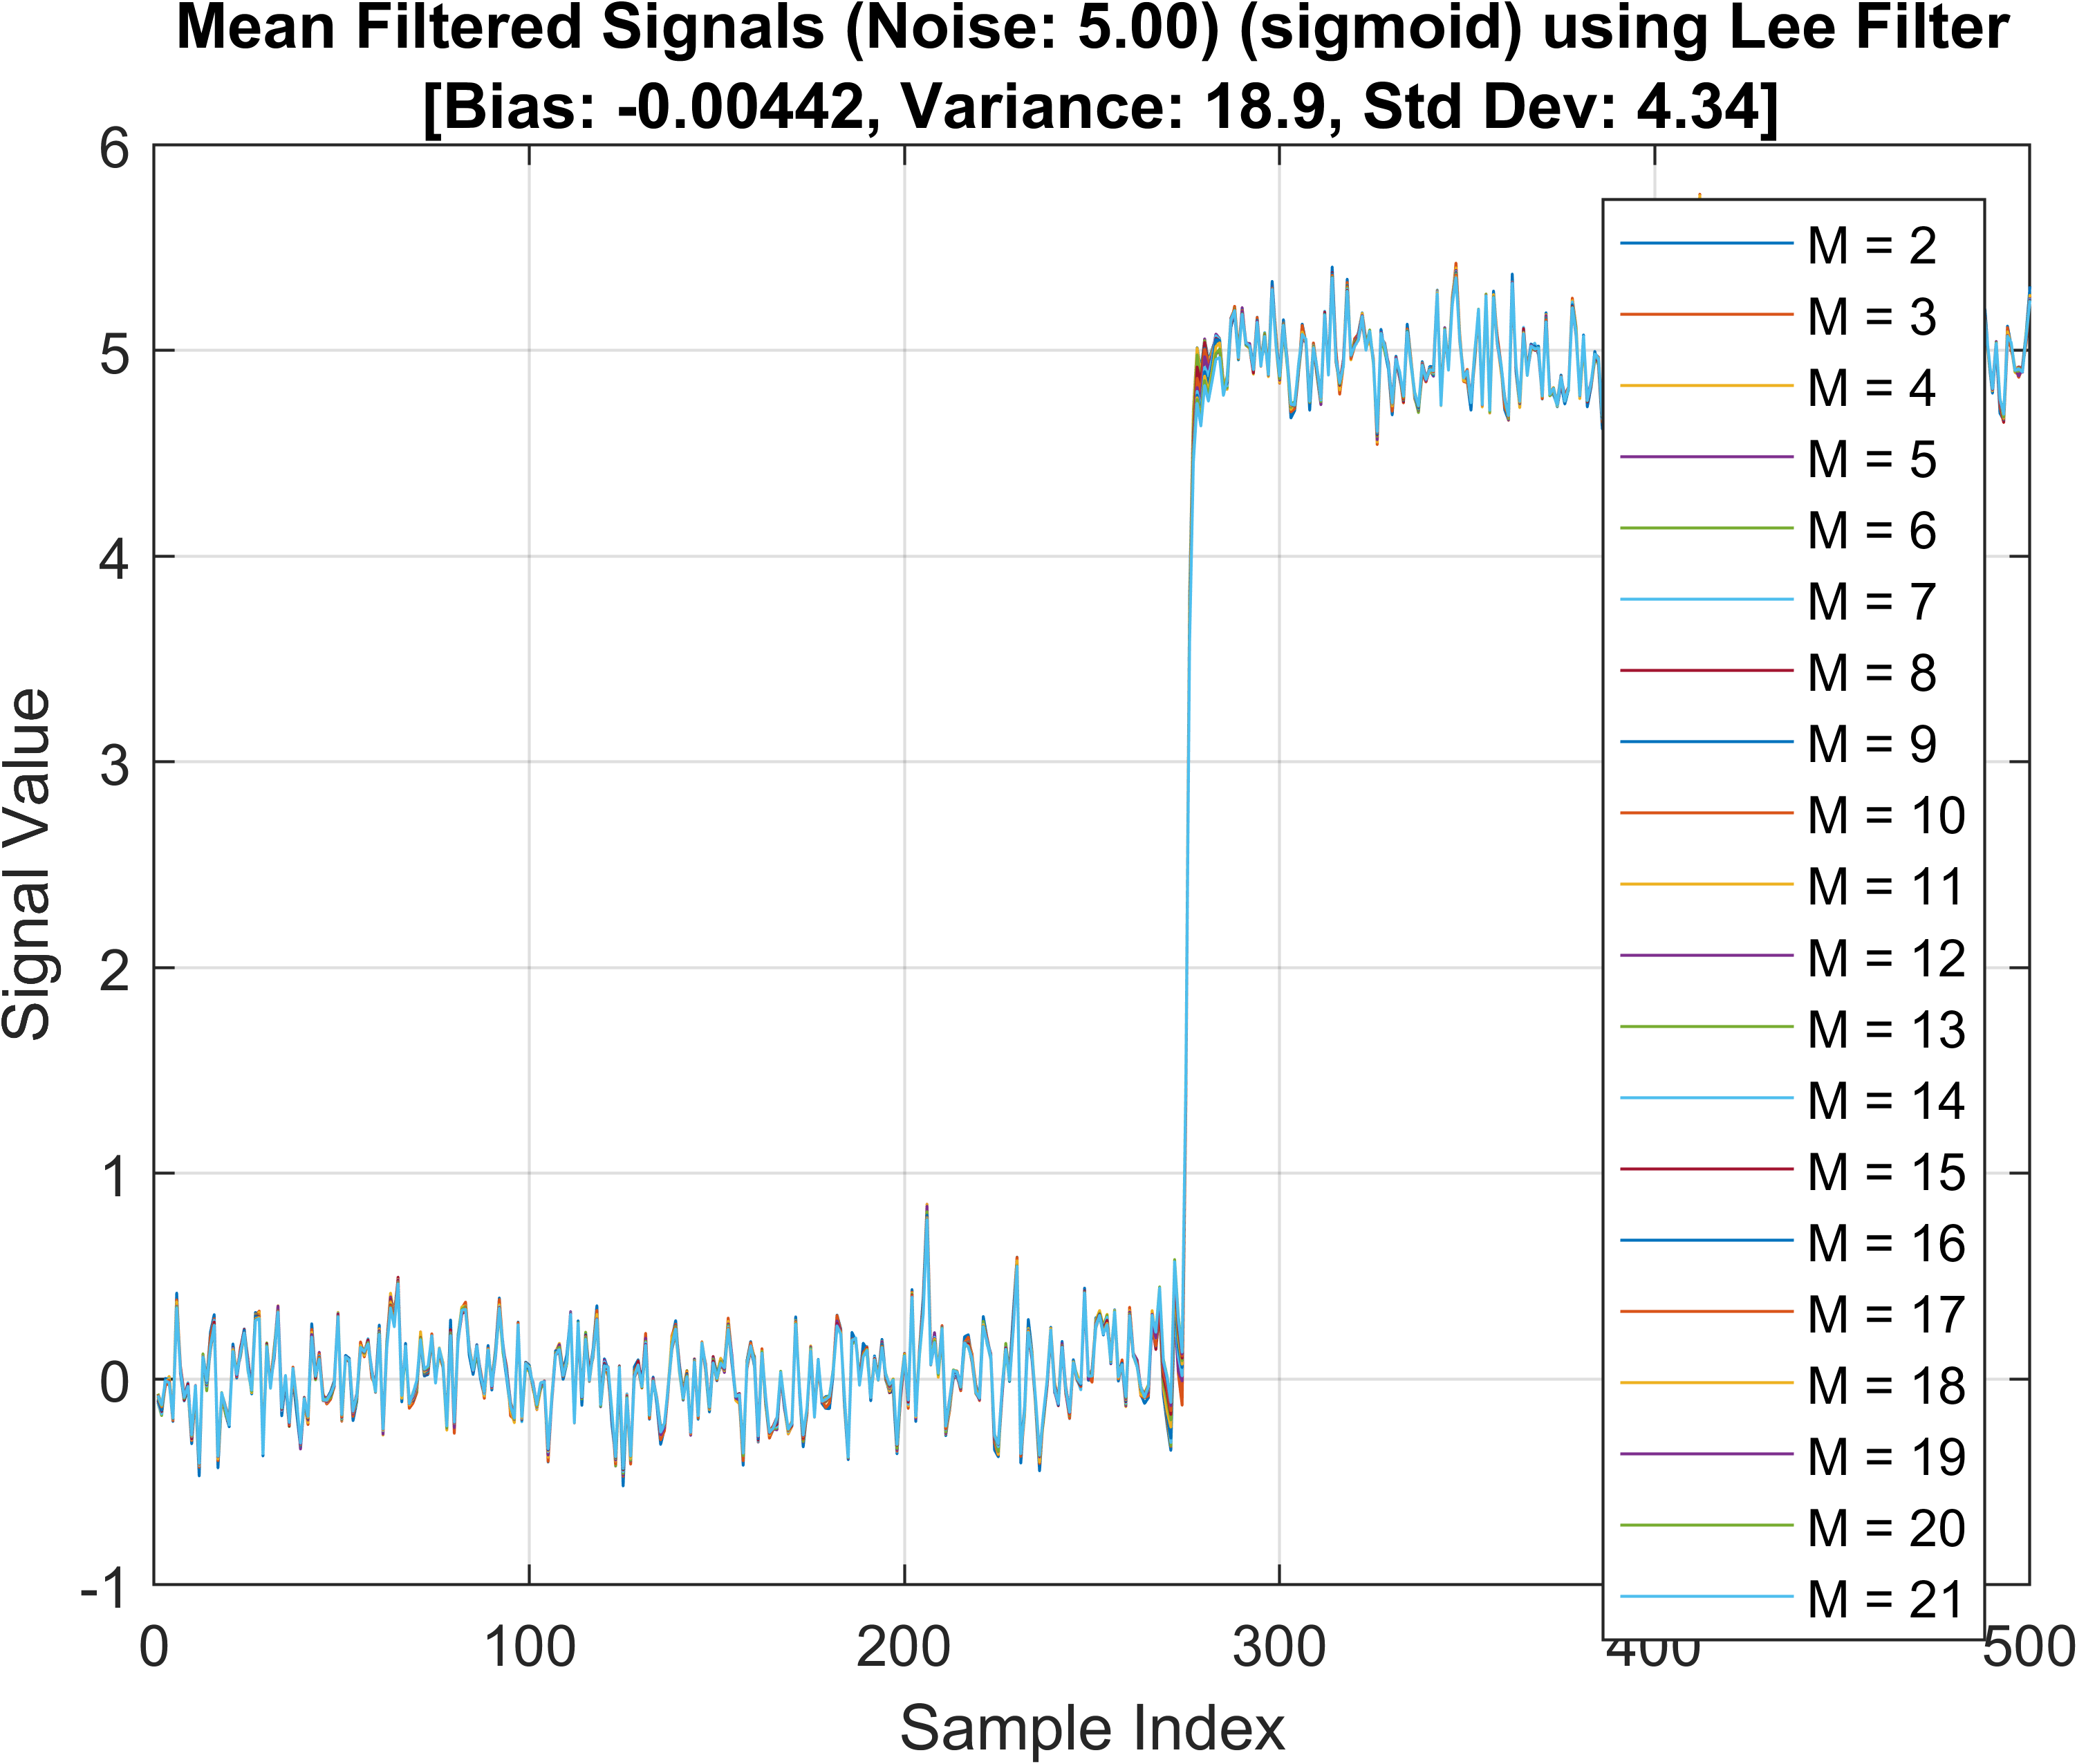 Mean Filtered Signals (Noise: 5.00) (sigmoid) using Lee Filter
[Bias: -0.00442, Variance: 18.9, Std Dev: 4.34]
6
5
4
3
2
1
0
-1
Signal Value
M = 2
M = 3
M = 4
M = 5
M = 6
M = 7
M = 8
M = 9
M = 10
M = 11
M = 12
M = 13
M = 14
M = 15
M = 16
M = 17
M = 18
M = 19
M = 20
M = 21
0 100 200 300 400 500
Sample Index